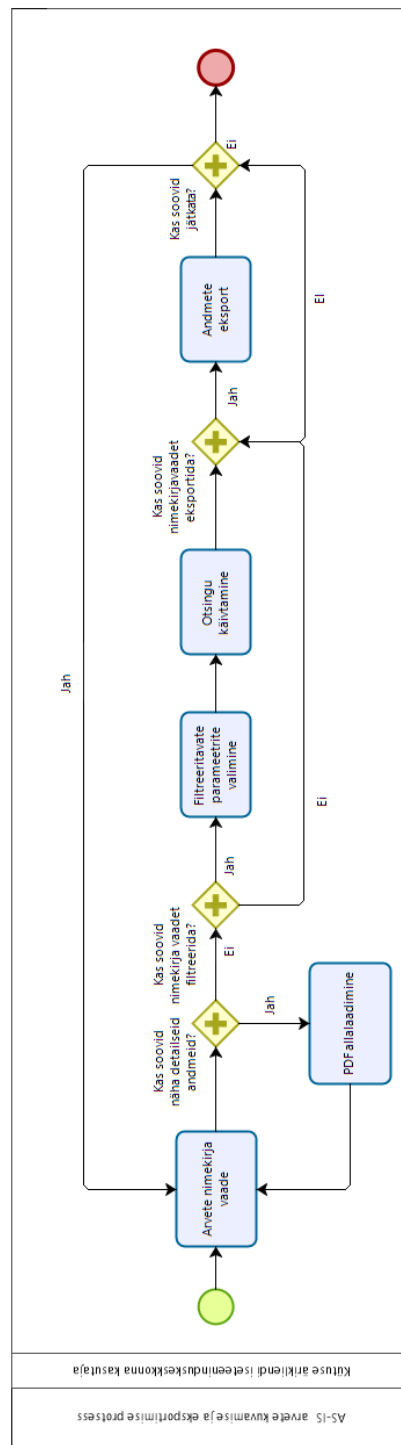 AS-IS arvete kuvamise ja eksportimise protsess
Kütuse ärikliendi iseteeninduskeskkonna kasutaja
Arvete nimekirja
vaade
Kas soovid
näha detailseid
andmeid?
Jah
PDF allalaadimine
Ei
Kas soovid
nimekirja vaadet
filtreerida?
Jah
Ei
Filtreeritavate
parameetrite
valimine
Otsingu
käivtamine
Kas soovid
nimekirjavaadet
eksportida?
Jah
EI
Andmete
eksport
Kas soovid
jätkata?
Ei
Jah